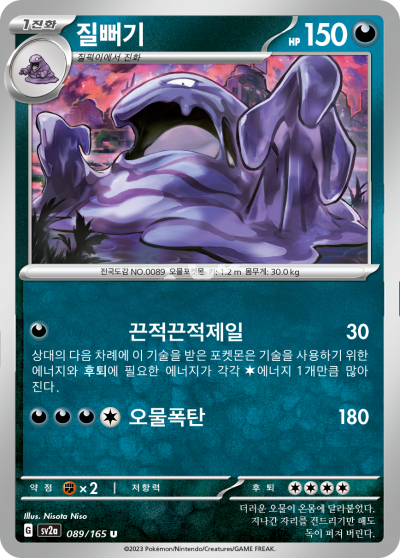 1진화 질뻐기 HP 150
질퍽이에서 진화
전국도감 NO.0089 오물포켓몬 키: 1.2 m 몸무게: 30.0 kg
끈적끈적제일 30
상대의 다음 차례에 이 기술을 받은 포켓몬은 기술을 사용하기 위한
에너지와 후퇴에 필요한 에너지가 각각 에너지 1개만큼 많아
진다.
오물폭탄 180
약점 ×2 저항력 후퇴
Illus. Nisota Niso
G sv2a 089/165 U
더러운 오물이 온몸에 달라붙었다.
지나간 자리를 건드리기만 해도
독이 퍼져 버린다.
©2023 Pokémon/Nintendo/Creatures/GAME FREAK.